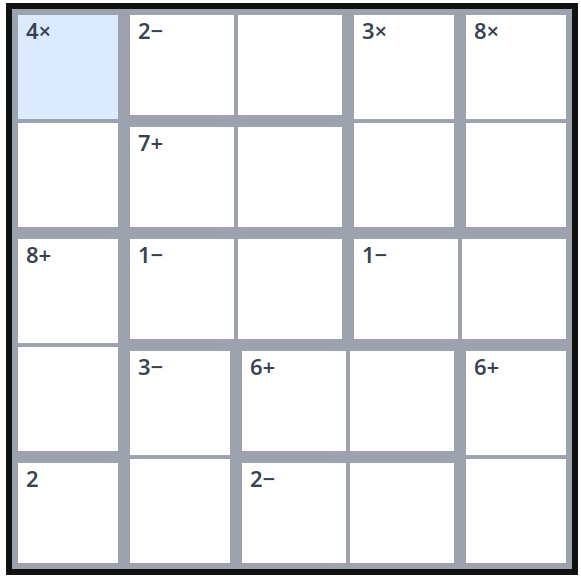 4× 2− 3× 8×
7+
8+ 1− 1−
3− 6+ 6+
2 2−